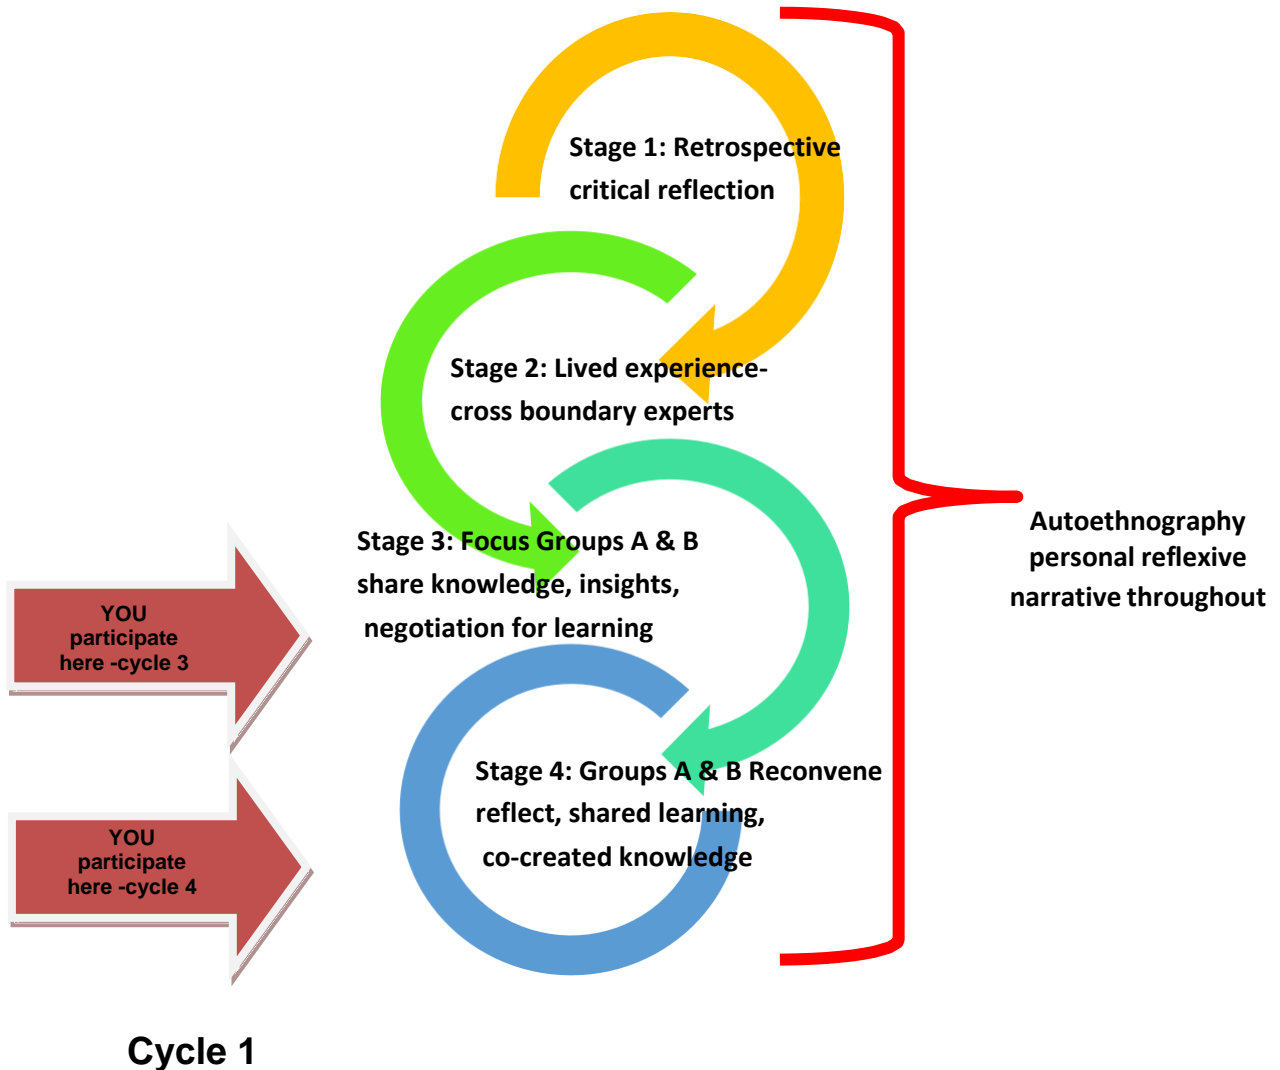 Stage 1: Retrospective
critical reflection
Stage 2: Lived experience-
cross boundary experts
Stage 3: Focus Groups A & B
share knowledge, insights,
negotiation for learning
YOU
participate
here -cycle 3
Stage 4: Groups A & B Reconvene
reflect, shared learning,
co-created knowledge
YOU
participate
here -cycle 4
Autoethnography
personal reflexive
narrative throughout
Cycle 1